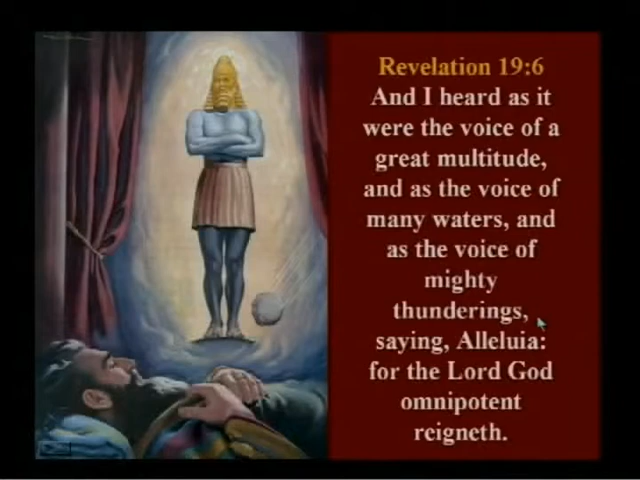 Revelation 19:6
And I heard as it
were the voice of a
great multitude,
and as the voice of
many waters, and
as the voice of
mighty
thunderings,
saying, Alleluia:
for the Lord God
omnipotent
reigneth.